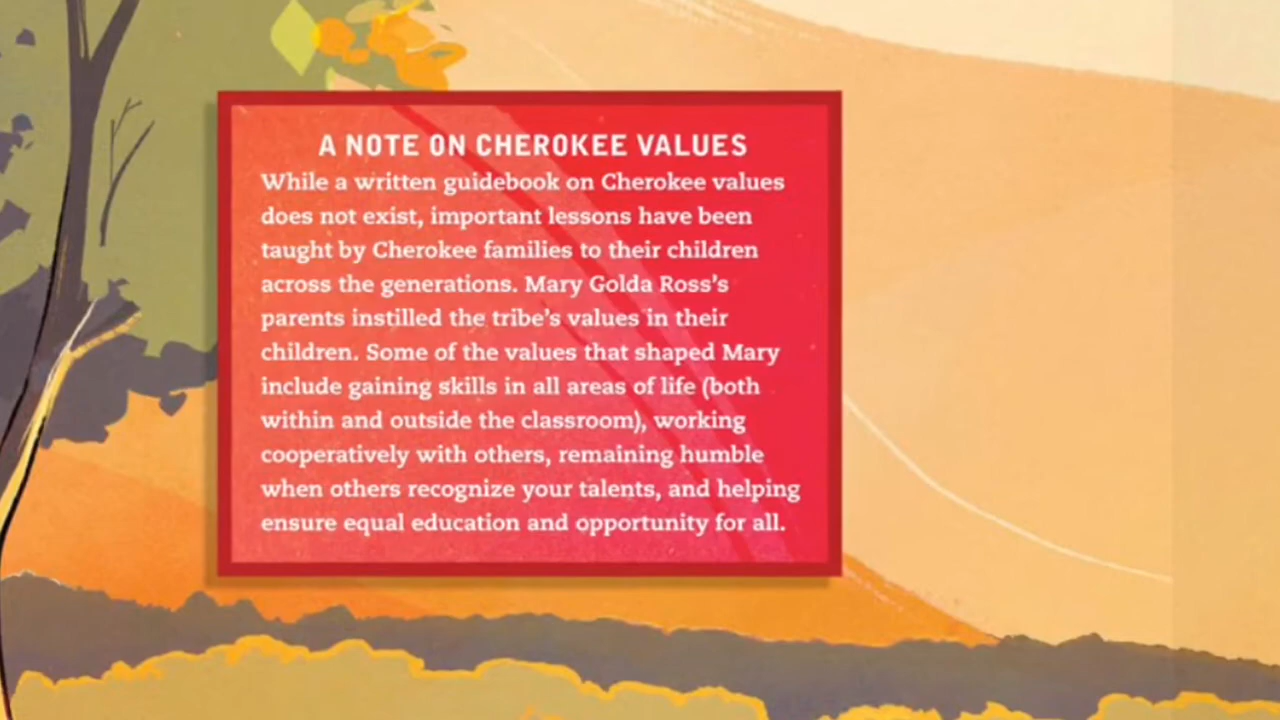 A NOTE ON CHEROKEE VALUES
While a written guidebook on Cherokee values
does not exist, important lessons have been
taught by Cherokee families to their children
across the generations. Mary Golda Ross's
parents instilled the tribe's values in their
children. Some of the values that shaped Mary
include gaining skills in all areas of life (both
within and outside the classroom), working
cooperatively with others, remaining humble
when others recognize your talents, and helping
ensure equal education and opportunity for all.